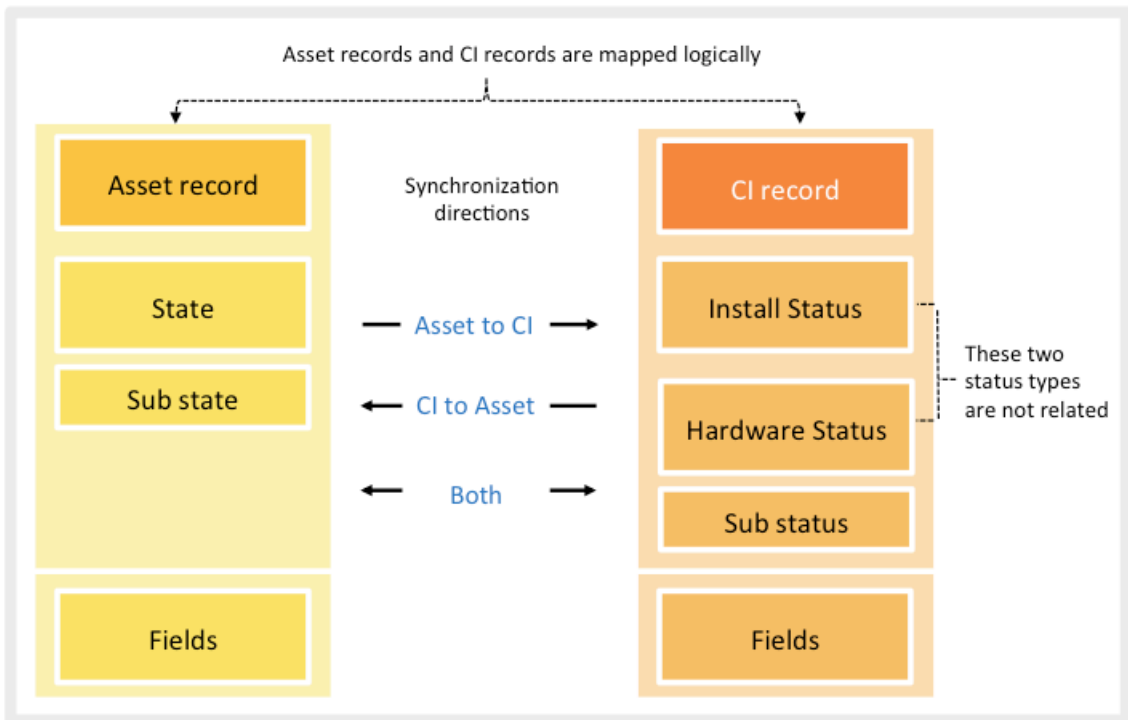 Asset records and CI records are mapped logically
Asset record
Synchronization
directions
CI record
State
Install Status
Asset to CI
These two
status types
are not related
Sub state
CI to Asset
Hardware Status
Both
Sub status
Fields
Fields